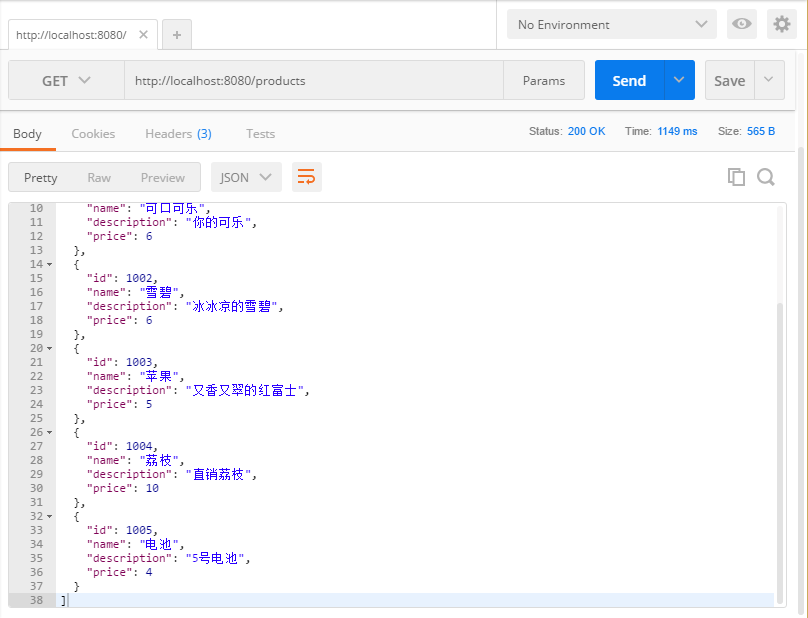 http://localhost:8080/
No Environment
GET http://localhost:8080/products Params Send Save
Body Cookies Headers (3) Tests Status: 200 OK Time: 1149 ms Size: 565 B
Pretty Raw Preview JSON
10 "name": "可口可乐",
11 "description": "你的可乐",
12 "price": 6
13 },
14 {
15 "id": 1002,
16 "name": "雪碧",
17 "description": "冰冰凉的雪碧",
18 "price": 6
19 },
20 {
21 "id": 1003,
22 "name": "苹果",
23 "description": "又香又翠的红富士",
24 "price": 5
25 },
26 {
27 "id": 1004,
28 "name": "荔枝",
29 "description": "直销荔枝",
30 "price": 10
31 },
32 {
33 "id": 1005,
34 "name": "电池",
35 "description": "5号电池",
36 "price": 4
37 }
38 ]